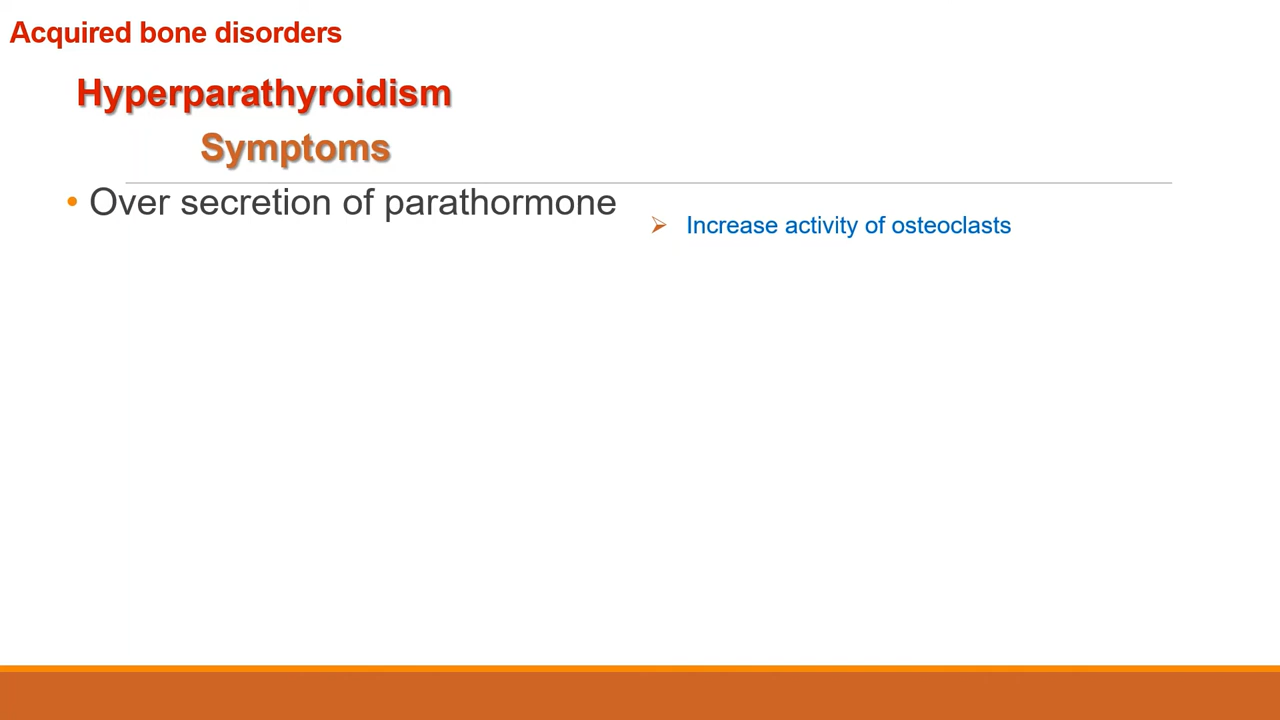 Acquired bone disorders
Hyperparathyroidism
Symptoms
• Over secretion of parathormone
➢ Increase activity of osteoclasts